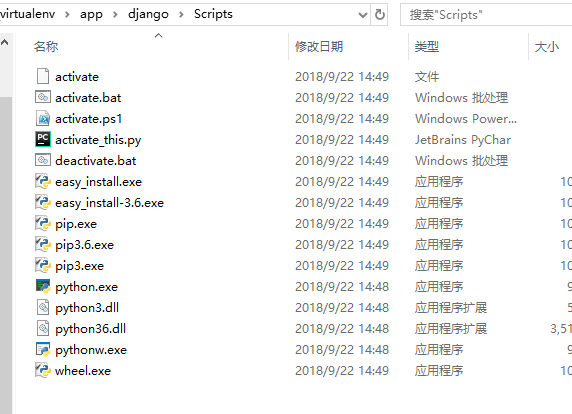 virtualenv › app › django › Scripts
搜索"Scripts"
名称 修改日期 类型 大小
activate 2018/9/22 14:49 文件
activate.bat 2018/9/22 14:49 Windows 批处理
activate.ps1 2018/9/22 14:49 Windows Power...
activate_this.py 2018/9/22 14:49 JetBrains PyChar
deactivate.bat 2018/9/22 14:49 Windows 批处理
easy_install.exe 2018/9/22 14:49 应用程序 10
easy_install-3.6.exe 2018/9/22 14:49 应用程序 10
pip.exe 2018/9/22 14:49 应用程序 10
pip3.6.exe 2018/9/22 14:49 应用程序 10
pip3.exe 2018/9/22 14:49 应用程序 10
python.exe 2018/9/22 14:48 应用程序 9
python3.dll 2018/9/22 14:48 应用程序扩展 5
python36.dll 2018/9/22 14:48 应用程序扩展 3,51
pythonw.exe 2018/9/22 14:48 应用程序 9
wheel.exe 2018/9/22 14:49 应用程序 10